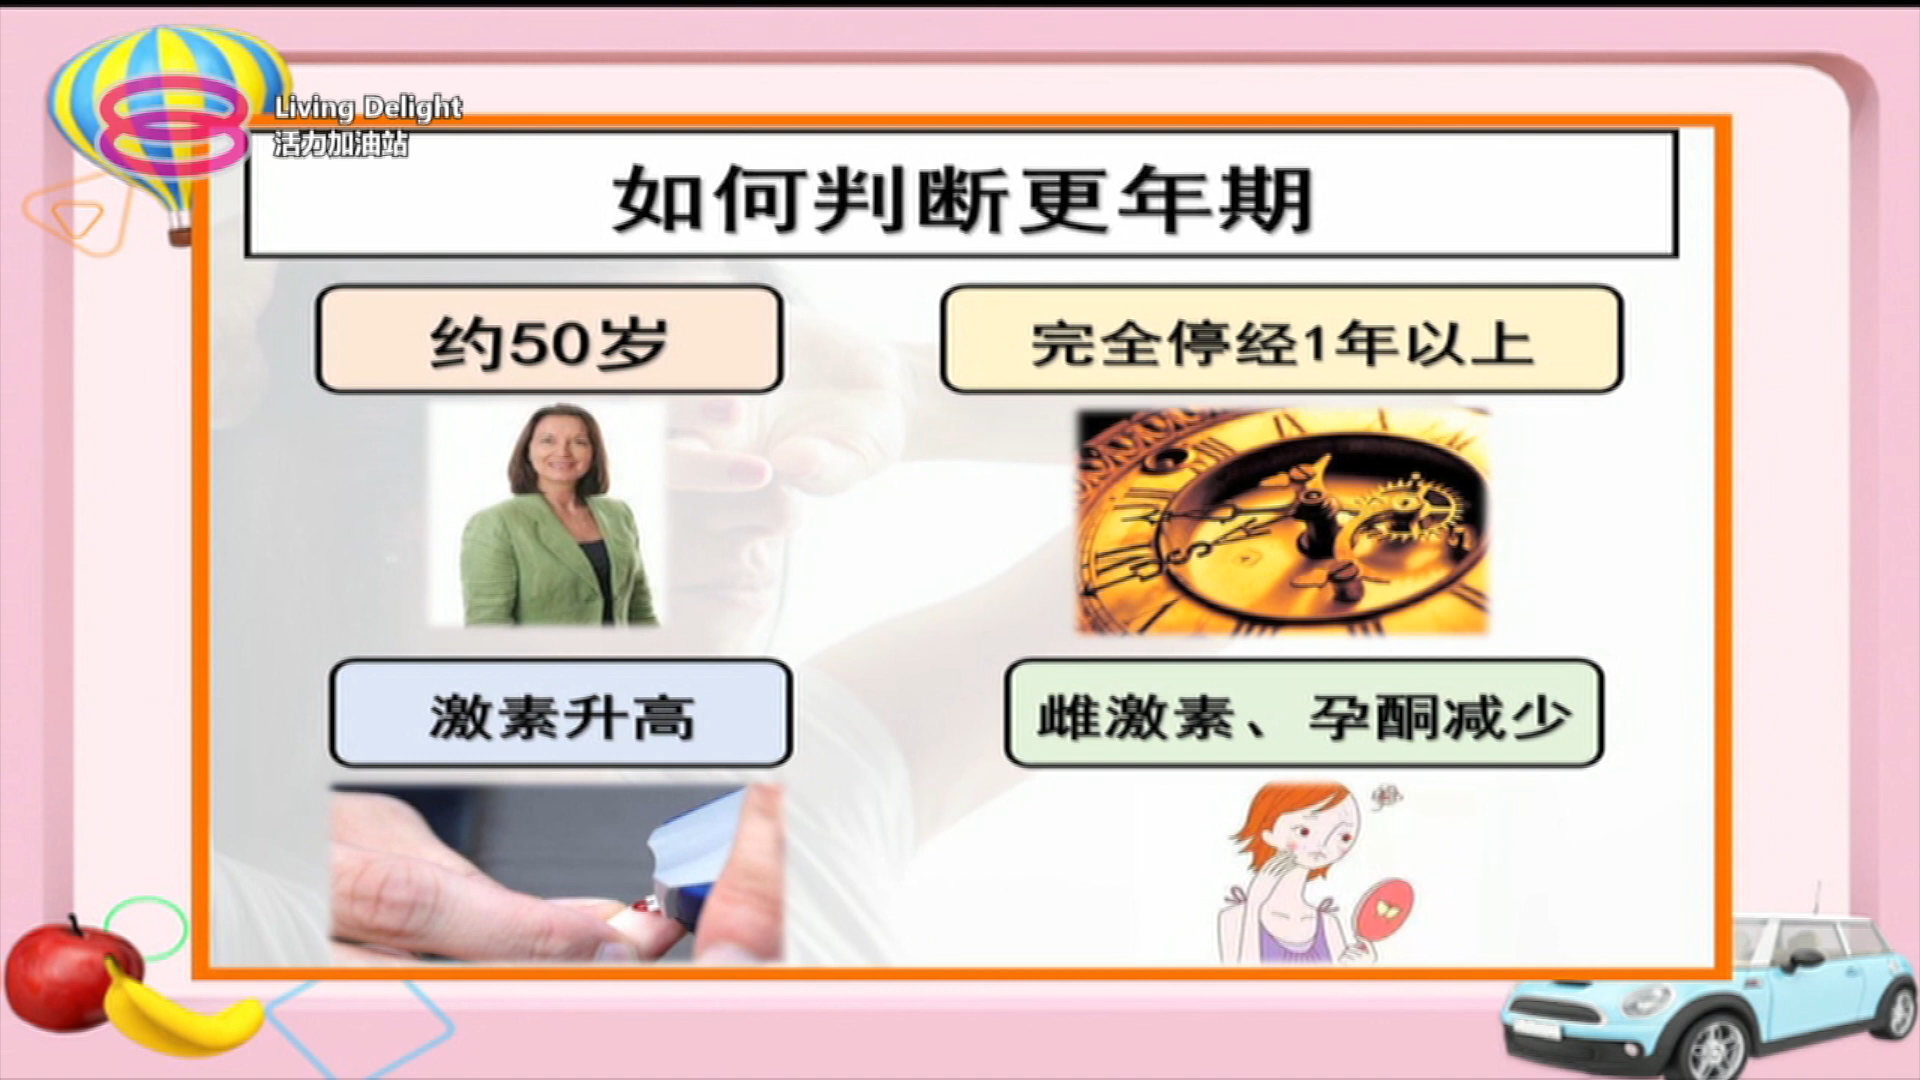 Living Delight
活力加油站
如何判断更年期
约50岁
完全停经1年以上
激素升高
雌激素、孕酮减少